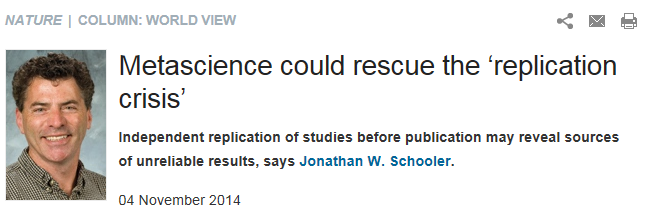 NATURE | COLUMN: WORLD VIEW
Metascience could rescue the ‘replication
crisis’
Independent replication of studies before publication may reveal sources
of unreliable results, says Jonathan W. Schooler.
04 November 2014